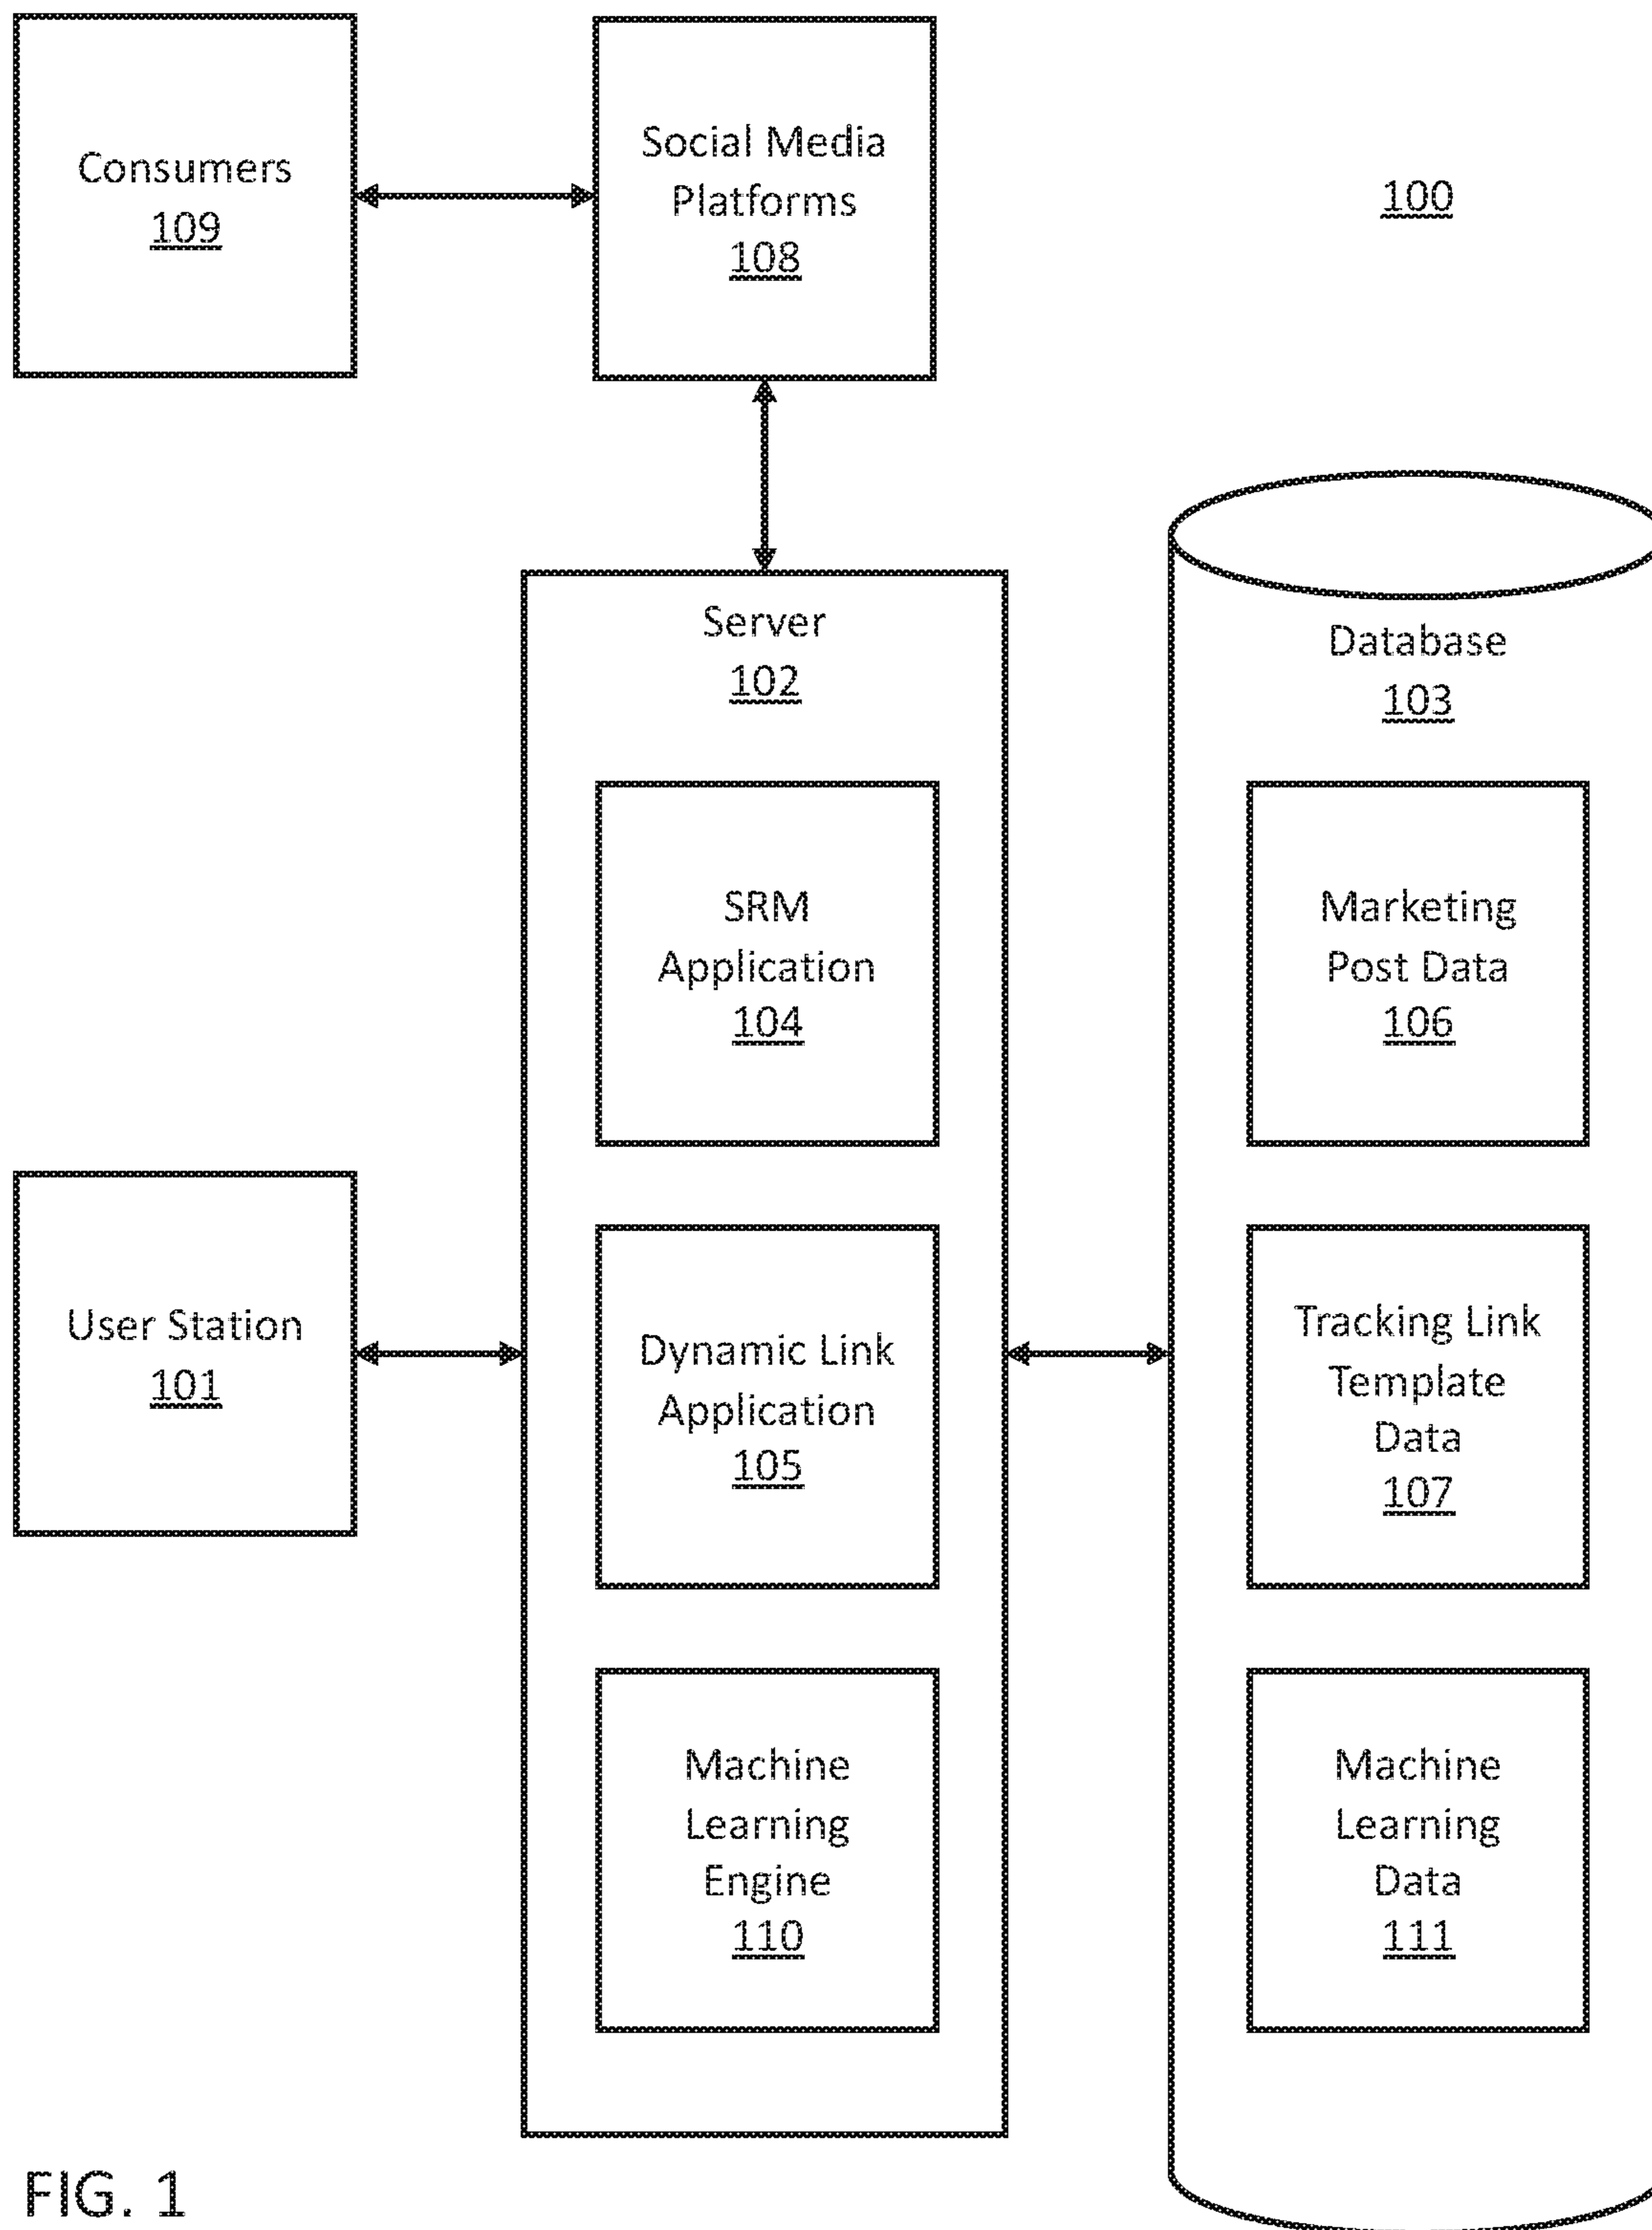 Consumers
109
Social Media
Platforms
108
100
Server
102
Database
103
SRM
Application
104
Marketing
Post Data
106
User Station
101
Dynamic Link
Application
105
Tracking Link
Template
Data
107
Machine
Learning
Engine
110
Machine
Learning
Data
111
FIG. 1